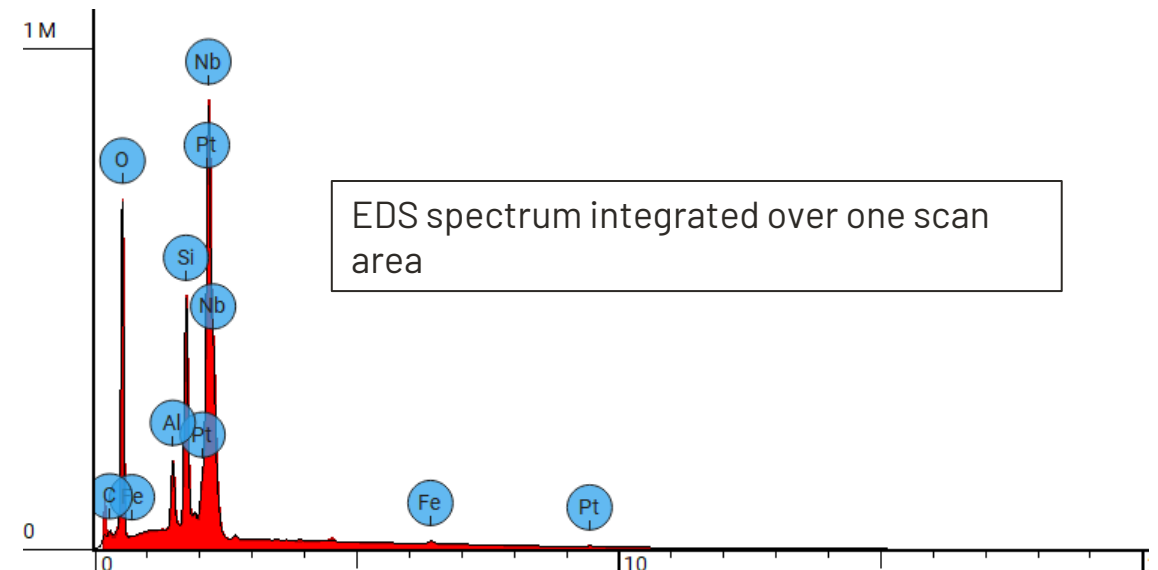 1 M
Nb
Pt
O
Si
Nb
Al
Pt
C
Fe
Fe
Pt
EDS spectrum integrated over one scan
area
0
0
10